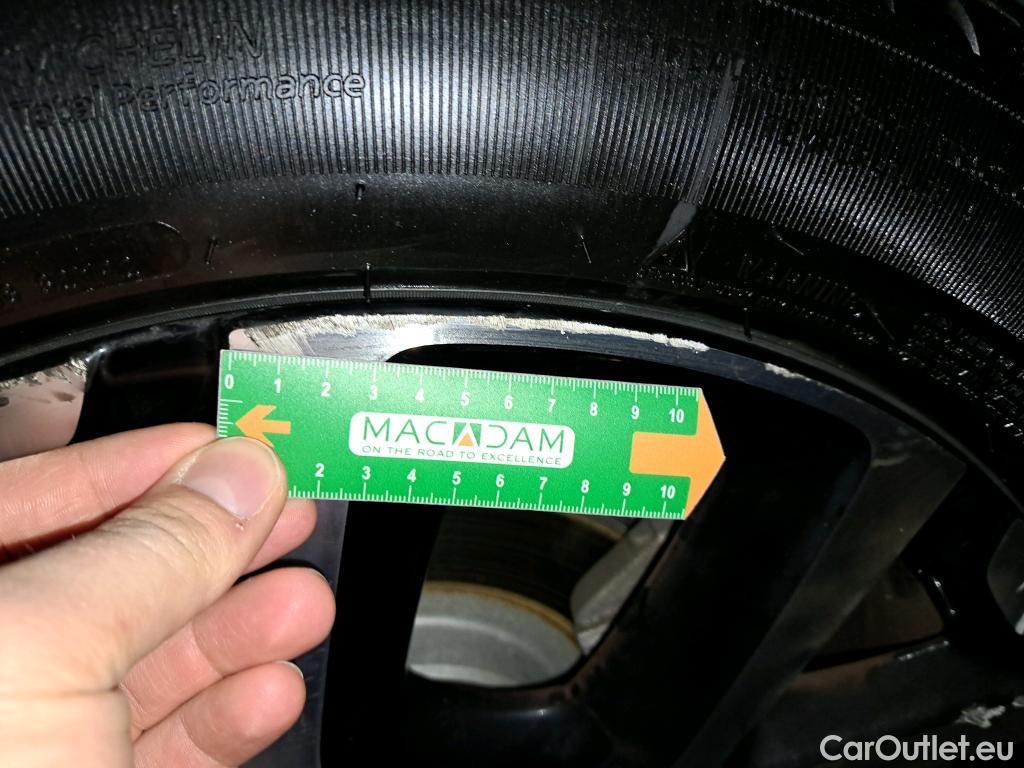 MICHELIN
Total Performance
WARNING
0 1 2 3 4 5 6 7 8 9 10
MACADAM
ON THE ROAD TO EXCELLENCE
2 3 4 5 6 7 8 9 10
CarOutlet.eu